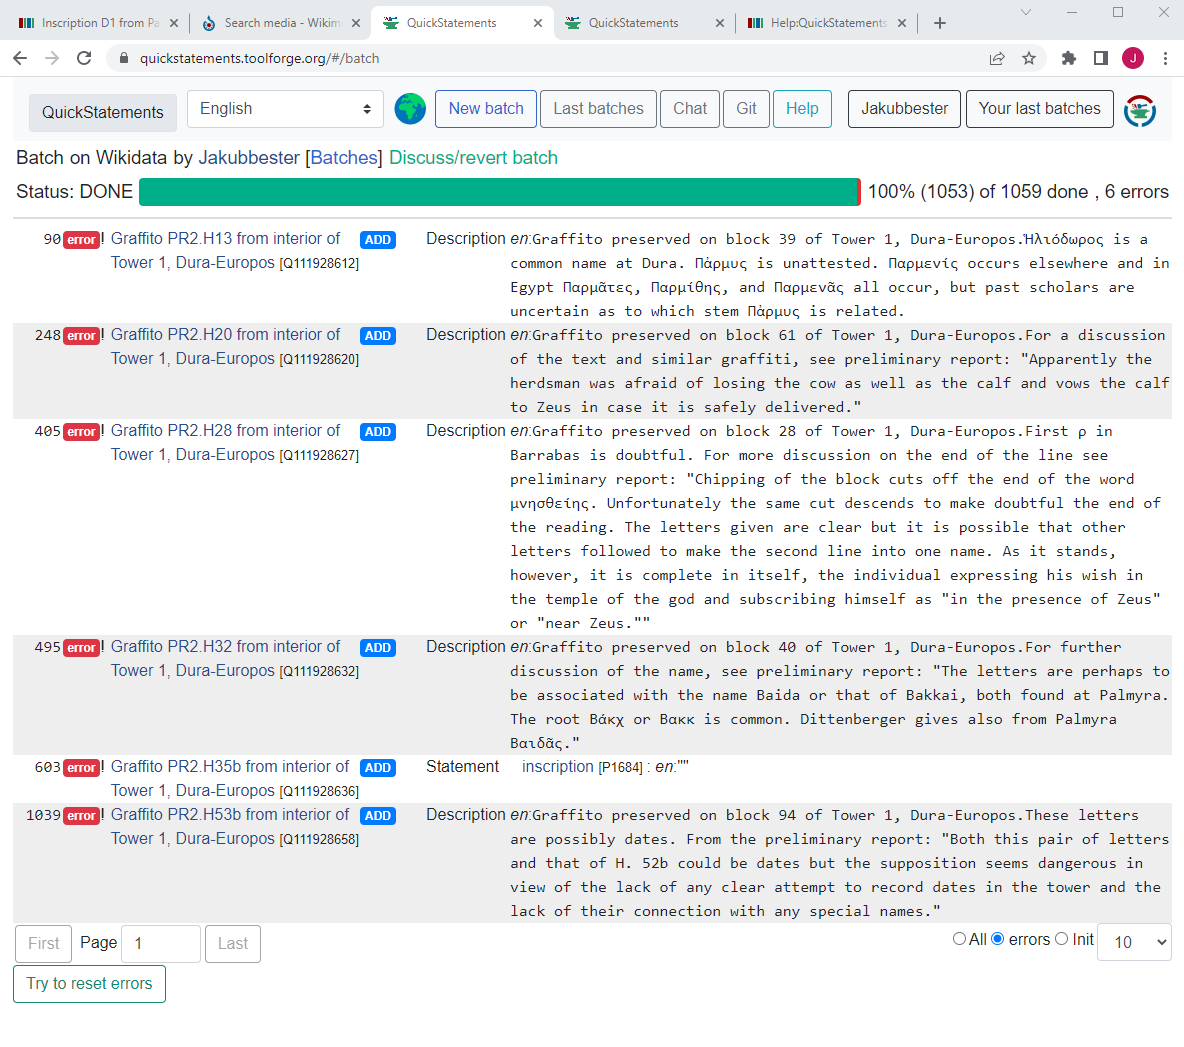 Inscription D1 from Pa
Search media - Wikim
QuickStatements
QuickStatements
Help:QuickStatements
quickstatements.toolforge.org/#/batch
J
QuickStatements
English
New batch
Last batches
Chat
Git
Help
Jakubbester
Your last batches
Batch on Wikidata by Jakubbester [Batches] Discuss/revert batch
Status: DONE 100% (1053) of 1059 done , 6 errors
90 error! Graffito PR2.H13 from interior of ADD Description en:Graffito preserved on block 39 of Tower 1, Dura-Europos.Ἡλιόδωρος is a
Tower 1, Dura-Europos [Q111928612] common name at Dura. Πάρμυς is unattested. Παρμενίς occurs elsewhere and in
Egypt Παρμᾶτες, Παρμίθης, and Παρμενᾶς all occur, but past scholars are
uncertain as to which stem Πάρμυς is related.
248 error! Graffito PR2.H20 from interior of ADD Description en:Graffito preserved on block 61 of Tower 1, Dura-Europos.For a discussion
Tower 1, Dura-Europos [Q111928620] of the text and similar graffiti, see preliminary report: "Apparently the
herdsman was afraid of losing the cow as well as the calf and vows the calf
to Zeus in case it is safely delivered."
405 error! Graffito PR2.H28 from interior of ADD Description en:Graffito preserved on block 28 of Tower 1, Dura-Europos.First ρ in
Tower 1, Dura-Europos [Q111928627] Barrabas is doubtful. For more discussion on the end of the line see
preliminary report: "Chipping of the block cuts off the end of the word
μνησθείης. Unfortunately the same cut descends to make doubtful the end of
the reading. The letters given are clear but it is possible that other
letters followed to make the second line into one name. As it stands,
however, it is complete in itself, the individual expressing his wish in
the temple of the god and subscribing himself as "in the presence of Zeus"
or "near Zeus.""
495 error! Graffito PR2.H32 from interior of ADD Description en:Graffito preserved on block 40 of Tower 1, Dura-Europos.For further
Tower 1, Dura-Europos [Q111928632] discussion of the name, see preliminary report: "The letters are perhaps to
be associated with the name Baida or that of Bakkai, both found at Palmyra.
The root Βάκχ or Βακκ is common. Dittenberger gives also from Palmyra
Βαιδᾶς."
603 error! Graffito PR2.H35b from interior of ADD Statement inscription [P1684] : en:""
Tower 1, Dura-Europos [Q111928636]
1039 error! Graffito PR2.H53b from interior of ADD Description en:Graffito preserved on block 94 of Tower 1, Dura-Europos.These letters
Tower 1, Dura-Europos [Q111928658] are possibly dates. From the preliminary report: "Both this pair of letters
and that of H. 52b could be dates but the supposition seems dangerous in
view of the lack of any clear attempt to record dates in the tower and the
lack of their connection with any special names."
First Page 1 Last All errors Init 10
Try to reset errors